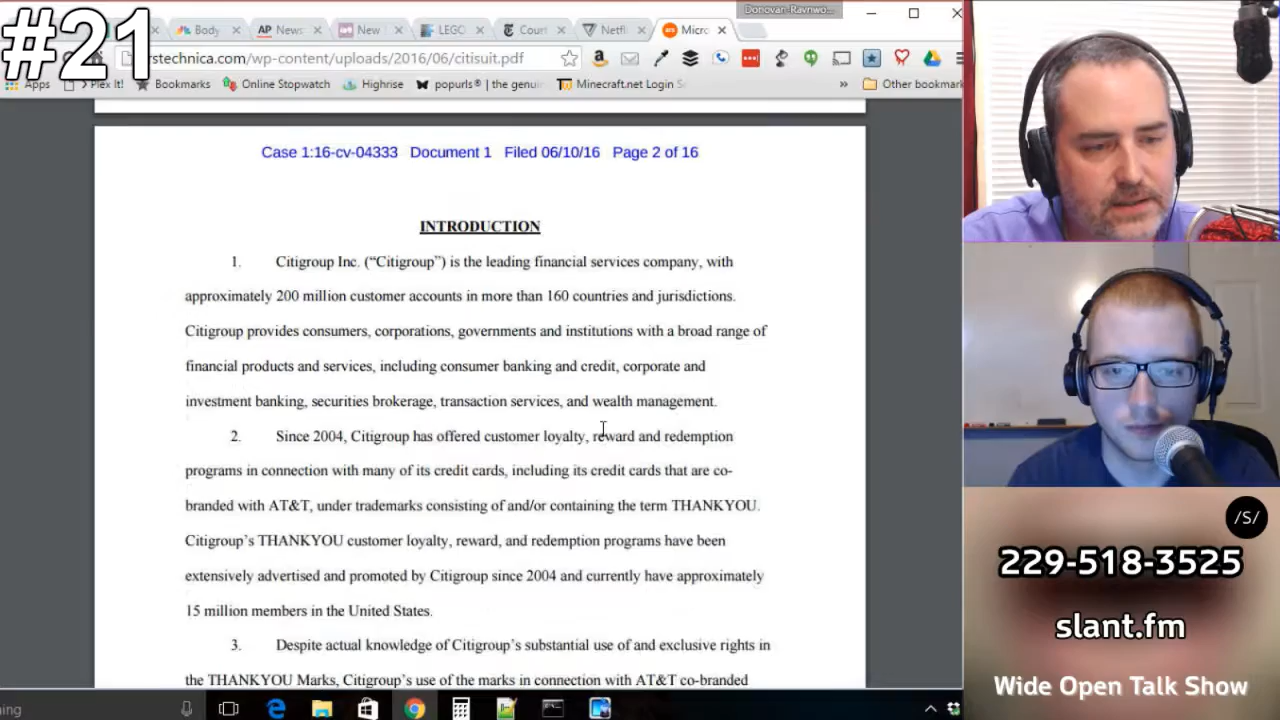 #21
Donovan-Ravnwo...
Body
AP News
New
LEGO
Court
Netfl
Micro
rstechnica.com/wp-content/uploads/2016/06/citisuit.pdf
Apps
Plex It!
Bookmarks
Online Stopwatch
Highrise
popurls® | the genui
Minecraft.net Login S
»
Other bookmark
Case 1:16-cv-04333 Document 1 Filed 06/10/16 Page 2 of 16
INTRODUCTION
1. Citigroup Inc. (“Citigroup”) is the leading financial services company, with
approximately 200 million customer accounts in more than 160 countries and jurisdictions.
Citigroup provides consumers, corporations, governments and institutions with a broad range of
financial products and services, including consumer banking and credit, corporate and
investment banking, securities brokerage, transaction services, and wealth management.
2. Since 2004, Citigroup has offered customer loyalty, reward and redemption
programs in connection with many of its credit cards, including its credit cards that are co-
branded with AT&T, under trademarks consisting of and/or containing the term THANKYOU.
Citigroup’s THANKYOU customer loyalty, reward, and redemption programs have been
extensively advertised and promoted by Citigroup since 2004 and currently have approximately
15 million members in the United States.
3. Despite actual knowledge of Citigroup’s substantial use of and exclusive rights in
the THANKYOU Marks, Citigroup’s use of the marks in connection with AT&T co-branded
hing
/S/
229-518-3525
slant.fm
Wide Open Talk Show